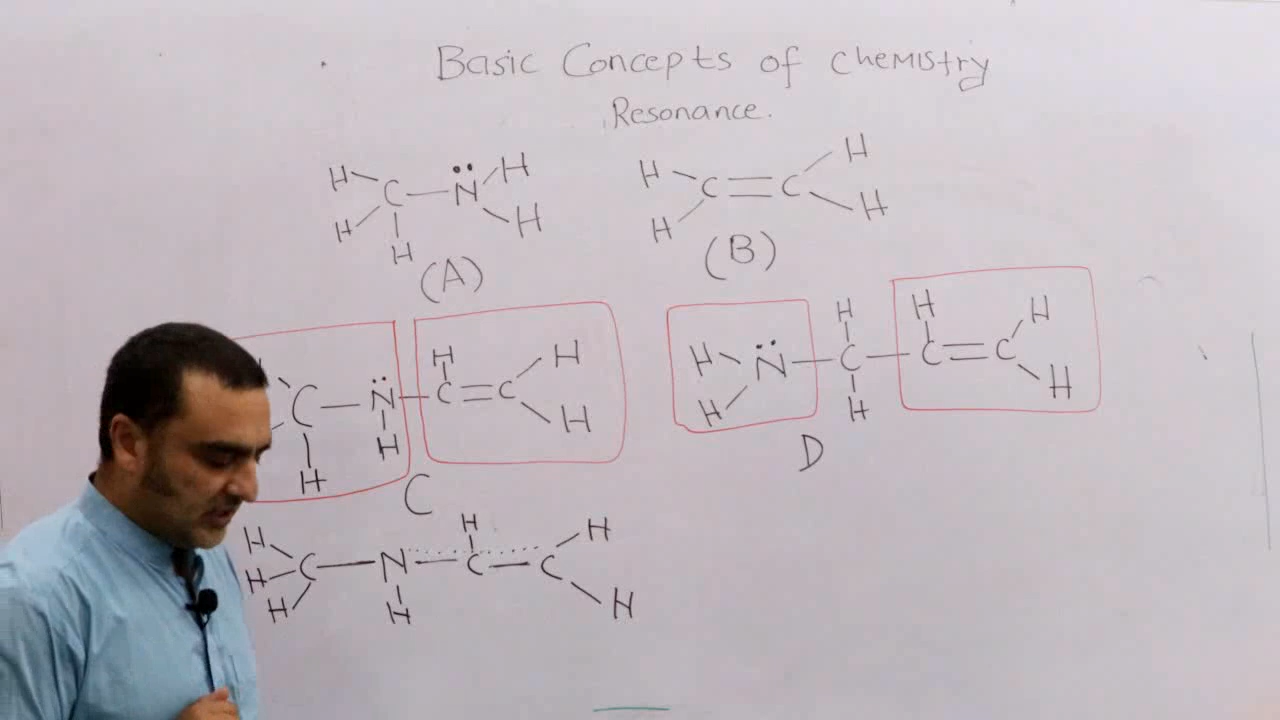 Basic Concepts of Chemistry
Resonance.
H H
H C N H H C = C H
H H H H
(A) (B)
H H H H
H N C C = C
C N C = C H H H H
H H H
H D
C
H H H
H C N C C
H H H